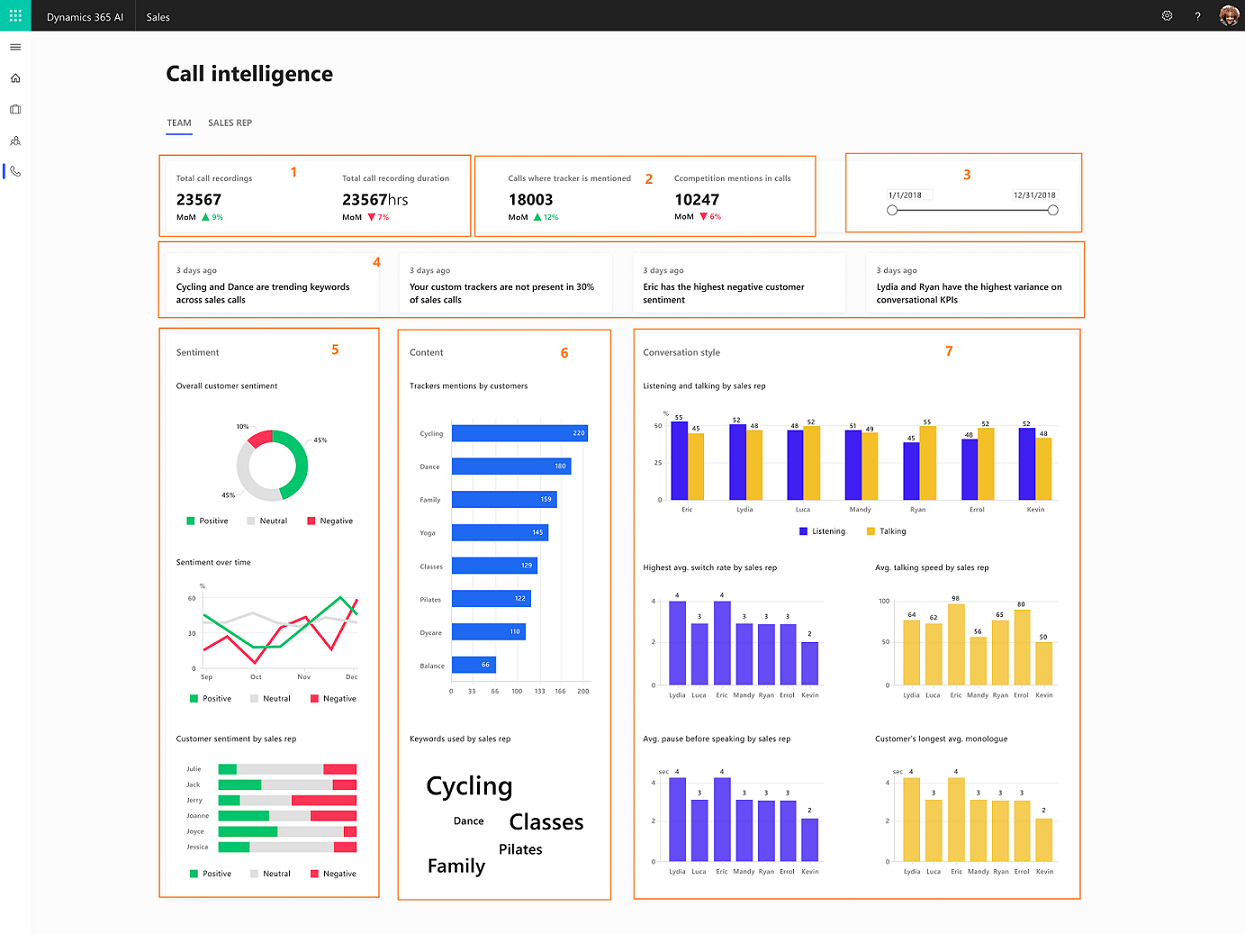 Dynamics 365 AI
Sales
?
Call intelligence
TEAM
SALES REP
1
Total call recordings
23567
MoM ▲ 9%
Total call recording duration
23567hrs
MoM ▼ 7%
2
Calls where tracker is mentioned
18003
MoM ▲ 12%
Ccompetition mentions in calls
10247
MoM ▼ 6%
3
1/1/2018
12/31/2018
4
3 days ago
Cycling and Dance are trending keywords
across sales calls
3 days ago
Your custom trackers are not present in 30%
of sales calls
3 days ago
Eric has the highest negative customer
sentiment
3 days ago
Lydia and Ryan have the highest variance on
conversational KPIs
Sentiment
5
Overall customer sentiment
10%
45%
45%
Positive Neutral Negative
Sentiment over time
%
60
30
0
Sep Oct Nov Dec
Positive Neutral Negative
Customer sentiment by sales rep
Julie
Jack
Jerry
Joanne
Joyce
Jessica
Positive Neutral Negative
Content
6
Trackers mentions by customers
Cycling 220
Dance 180
Family 159
Yoga 145
Classes 129
Pilates 122
Dycare 110
Balance 66
0 33 66 100 133 166 200
Keywords used by sales rep
Cycling
Dance
Classes
Pilates
Family
Conversation style
7
Listening and talking by sales rep
%
50
25
0
55 45 52 48 48 52 51 49 45 55 48 52 52 48
Eric Lydia Luca Mandy Ryan Errol Kevin
Listening Talking
Highest avg. switch rate by sales rep
4
2
0
4 3 4 3 3 3 2
Lydia Luca Eric Mandy Ryan Errol Kevin
Avg. talking speed by sales rep
100
50
0
64 62 98 56 65 80 50
Lydia Luca Eric Mandy Ryan Errol Kevin
Avg. pause before speaking by sales rep
sec
4
2
0
4 3 4 3 3 3 2
Lydia Luca Eric Mandy Ryan Errol Kevin
Customer's longest avg. monologue
sec
4
2
0
4 3 4 3 3 3 2
Lydia Luca Eric Mandy Ryan Errol Kevin